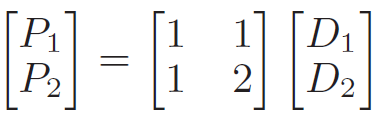 [P₁] = [1 1] [D₁]
[P₂]   [1 2] [D₂]